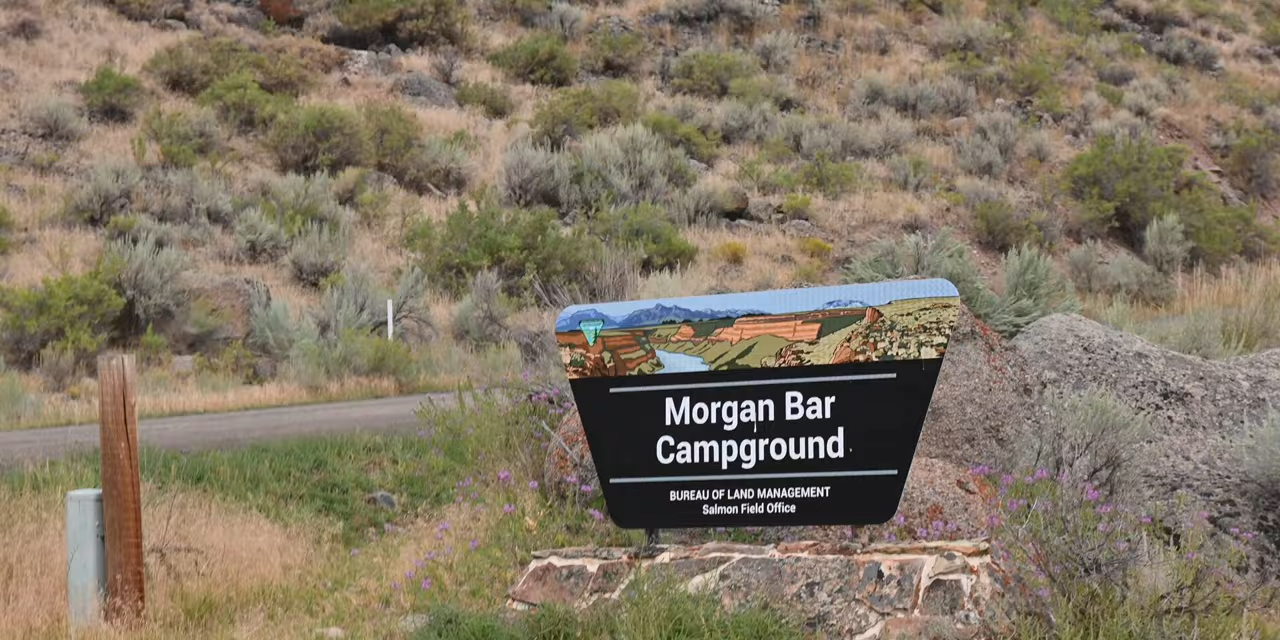 Morgan Bar
Campground
BUREAU OF LAND MANAGEMENT
Salmon Field Office